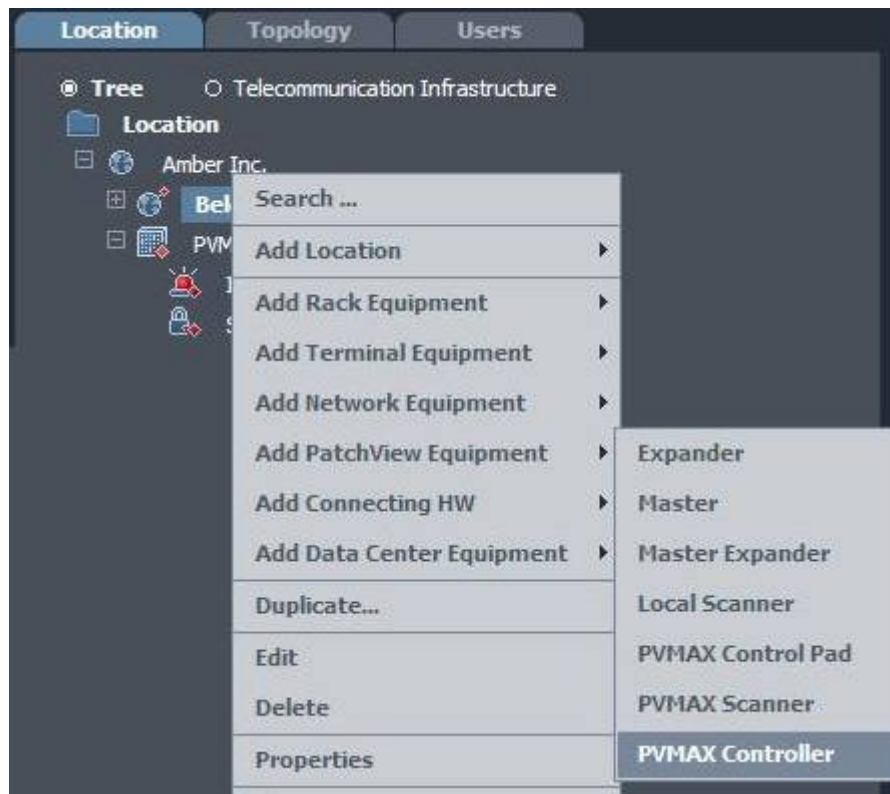 Location Topology Users
Tree Telecommunication Infrastructure
Location
Amber Inc.
Search ...
Add Location
PVM
Add Rack Equipment
Add Terminal Equipment
Add Network Equipment
Add PatchView Equipment
Add Connecting HW
Add Data Center Equipment
Duplicate...
Edit
Delete
Properties
Expander
Master
Master Expander
Local Scanner
PVMAX Control Pad
PVMAX Scanner
PVMAX Controller